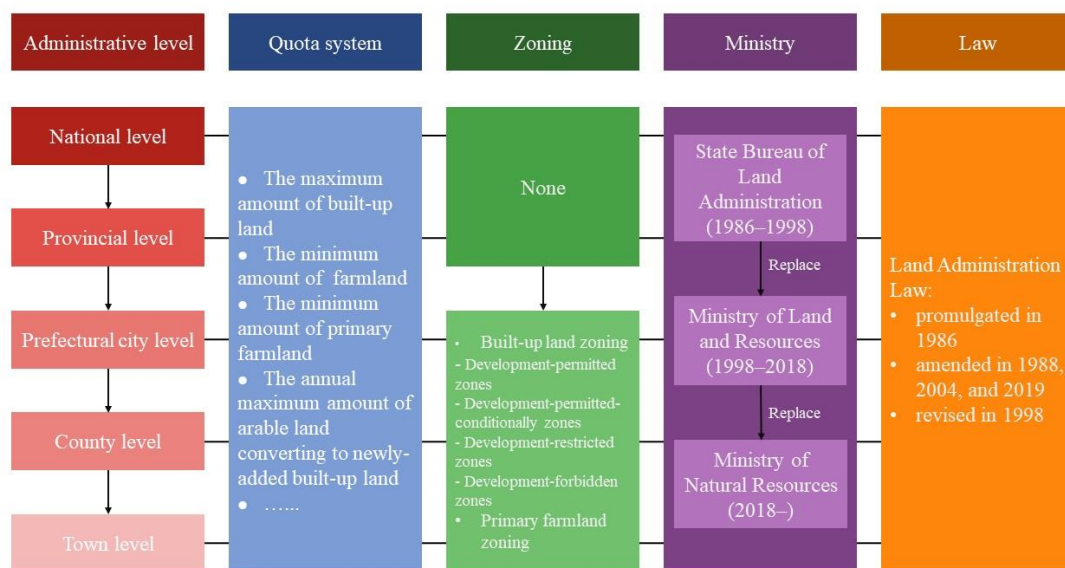 Administrative level
Quota system
Zoning
Ministry
Law
National level
Provincial level
Prefectural city level
County level
Town level
● The maximum
amount of built-up
land
● The minimum
amount of farmland
● The minimum
amount of primary
farmland
● The annual
maximum amount of
arable land
converting to newly-
added built-up land
● …...
None
• Built-up land zoning
- Development-permitted
zones
- Development-permitted-
conditionally zones
- Development-restricted
zones
- Development-forbidden
zones
• Primary farmland
zoning
State Bureau of
Land
Administration
(1986–1998)
Replace
Ministry of Land
and Resources
(1998–2018)
Replace
Ministry of
Natural Resources
(2018–)
Land Administration
Law:
• promulgated in
1986
• amended in 1988,
2004, and 2019
• revised in 1998